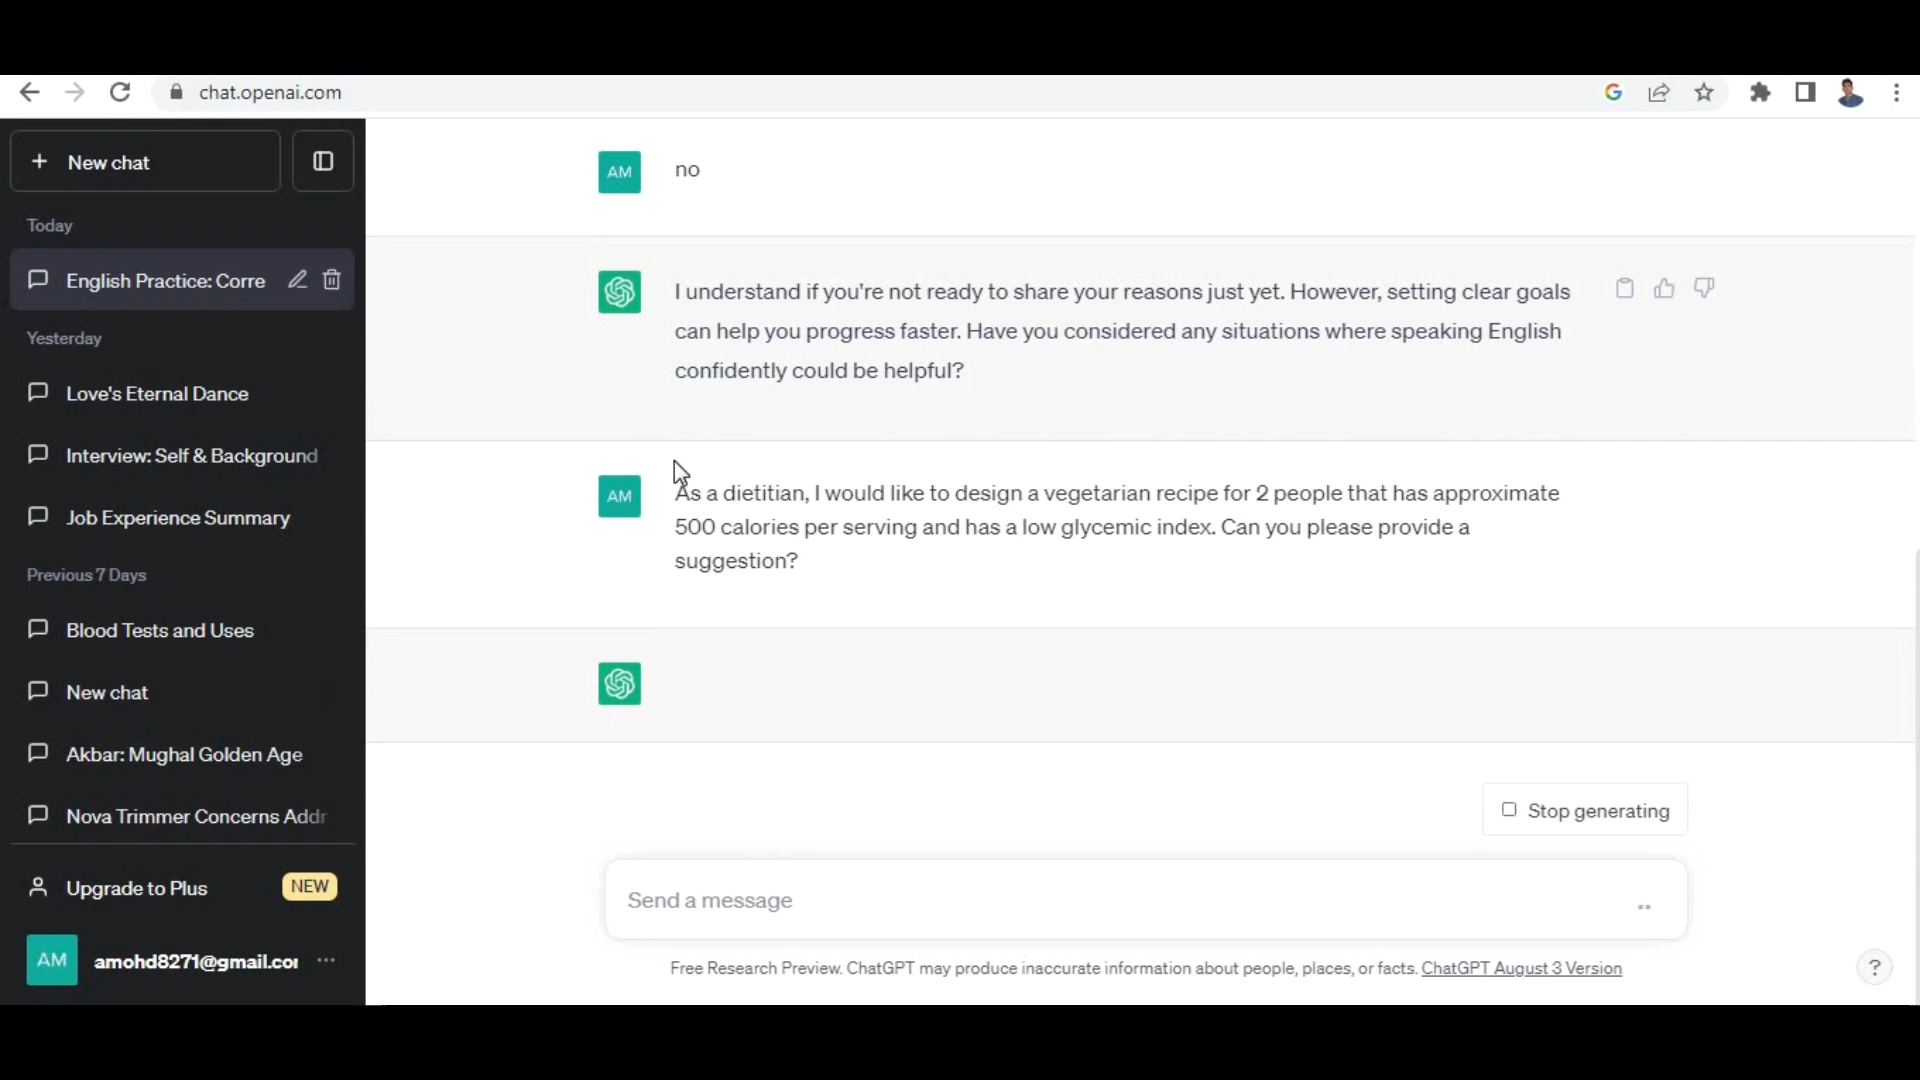 chat.openai.com
New chat
Today
English Practice: Corre
Yesterday
Love's Eternal Dance
Interview: Self & Background
Job Experience Summary
Previous 7 Days
Blood Tests and Uses
New chat
Akbar: Mughal Golden Age
Nova Trimmer Concerns Addr
Upgrade to Plus NEW
AM amohd8271@gmail.com
AM no
I understand if you're not ready to share your reasons just yet. However, setting clear goals
can help you progress faster. Have you considered any situations where speaking English
confidently could be helpful?
AM As a dietitian, I would like to design a vegetarian recipe for 2 people that has approximate
500 calories per serving and has a low glycemic index. Can you please provide a
suggestion?
Stop generating
Send a message
Free Research Preview. ChatGPT may produce inaccurate information about people, places, or facts. ChatGPT August 3 Version
?